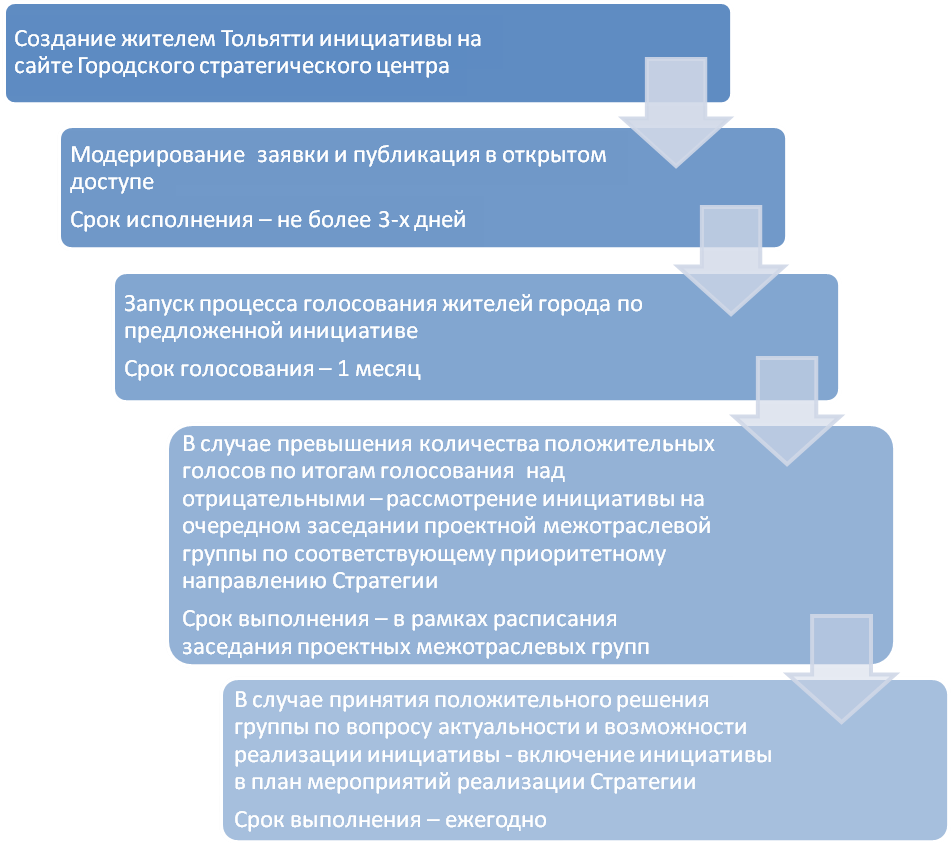 Создание жителем Тольятти инициативы на
сайте Городского стратегического центра
Модерирование заявки и публикация в открытом
доступе
Срок исполнения – не более 3-х дней
Запуск процесса голосования жителей города по
предложенной инициативе
Срок голосования – 1 месяц
В случае превышения количества положительных
голосов по итогам голосования над
отрицательными – рассмотрение инициативы на
очередном заседании проектной межотраслевой
группы по соответствующему приоритетному
направлению Стратегии
Срок выполнения – в рамках расписания
заседания проектных межотраслевых групп
В случае принятия положительного решения
группы по вопросу актуальности и возможности
реализации инициативы - включение инициативы
в план мероприятий реализации Стратегии
Срок выполнения – ежегодно